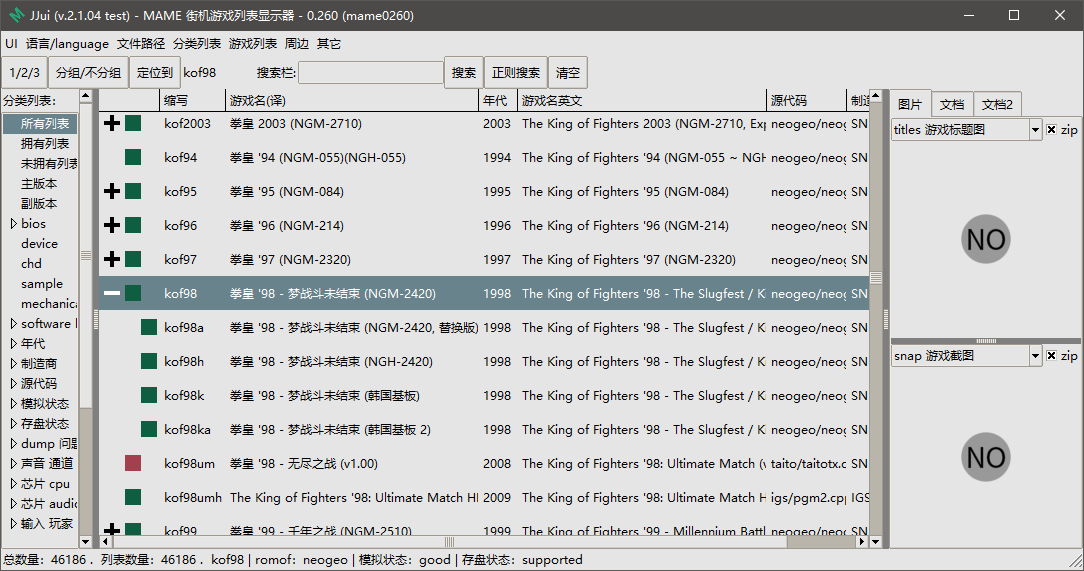 JJui (v.2.1.04 test) - MAME 街机游戏列表显示器 - 0.260 (mame0260)
UI 语言/language 文件路径 分类列表 游戏列表 周边 其它
1/2/3 分组/不分组 定位到 kof98 搜索栏: 搜索 正则搜索 清空
分类列表:
所有列表
拥有列表
未拥有列表
主版本
副版本
bios
device
chd
sample
mechanica
software l
年代
制造商
源代码
模拟状态
存盘状态
dump 问题
声音 通道
芯片 cpu
芯片 audio
输入 玩家
缩写 游戏名(译) 年代 游戏名英文 源代码 制造
kof2003 拳皇 2003 (NGM-2710) 2003 The King of Fighters 2003 (NGM-2710, Exp neogeo/neog SN
kof94 拳皇 '94 (NGM-055)(NGH-055) 1994 The King of Fighters '94 (NGM-055 ~ NGH neogeo/neog SN
kof95 拳皇 '95 (NGM-084) 1995 The King of Fighters '95 (NGM-084) neogeo/neog SN
kof96 拳皇 '96 (NGM-214) 1996 The King of Fighters '96 (NGM-214) neogeo/neog SN
kof97 拳皇 '97 (NGM-2320) 1997 The King of Fighters '97 (NGM-2320) neogeo/neog SN
kof98 拳皇 '98 - 梦战斗未结束 (NGM-2420) 1998 The King of Fighters '98 - The Slugfest / K neogeo/neog SN
kof98a 拳皇 '98 - 梦战斗未结束 (NGM-2420, 替换版) 1998 The King of Fighters '98 - The Slugfest / K neogeo/neog SN
kof98h 拳皇 '98 - 梦战斗未结束 (NGH-2420) 1998 The King of Fighters '98 - The Slugfest / K neogeo/neog SN
kof98k 拳皇 '98 - 梦战斗未结束 (韩国基板) 1998 The King of Fighters '98 - The Slugfest / K neogeo/neog SN
kof98ka 拳皇 '98 - 梦战斗未结束 (韩国基板 2) 1998 The King of Fighters '98 - The Slugfest / K neogeo/neog SN
kof98um 拳皇 '98 - 无尽之战 (v1.00) 2008 The King of Fighters '98: Ultimate Match (v taito/taitotx.c SN
kof98umh The King of Fighters '98: Ultimate Match HE 2009 The King of Fighters '98: Ultimate Match H igs/pgm2.cpp IGS
kof99 拳皇 '99 - 千年之战 (NGM-2510) 1999 The King of Fighters '99 - Millennium Battl neogeo/neog SN
图片 文档 文档2
titles 游戏标题图 zip
NO
snap 游戏截图 zip
NO
总数量: 46186 . 列表数量: 46186 . kof98 | romof: neogeo | 模拟状态: good | 存盘状态: supported